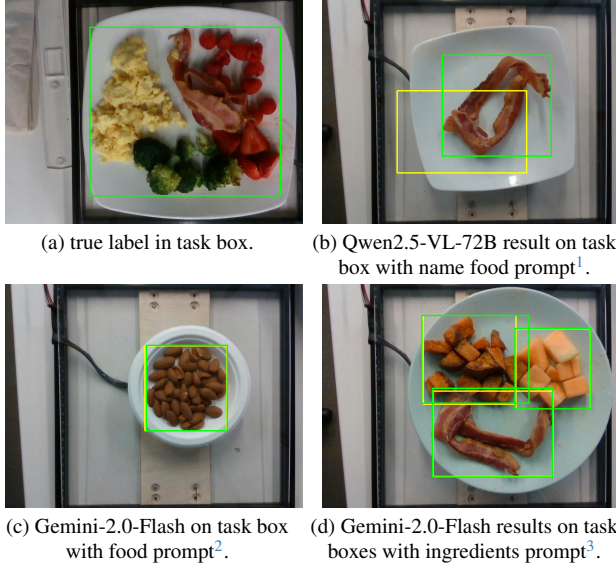 (a) true label in task box.
(b) Qwen2.5-VL-72B result on task
box with name food prompt1.
(c) Gemini-2.0-Flash on task box
with food prompt2.
(d) Gemini-2.0-Flash results on task
boxes with ingredients prompt3.